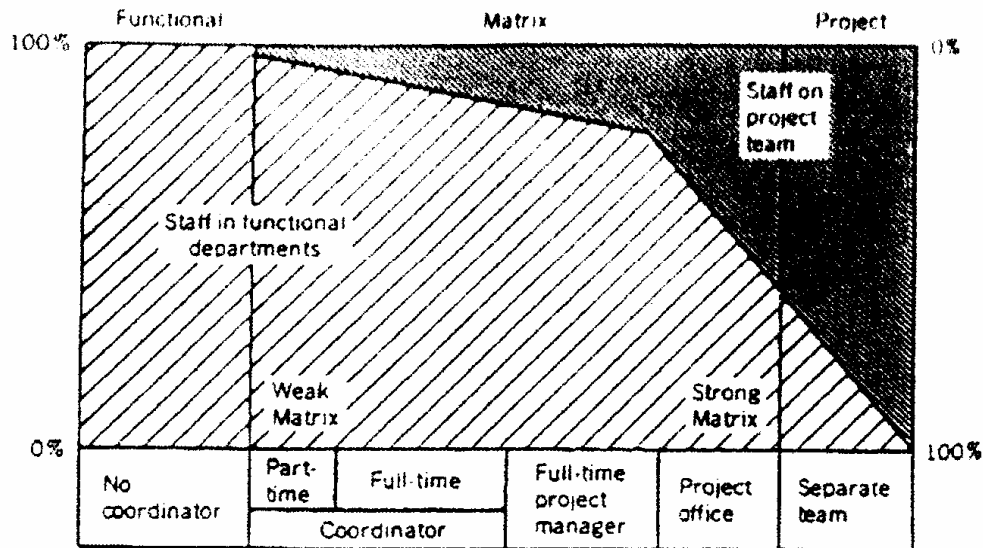 Functional Matrix Project
100% 0%
Staff on
project
team
Staff in functional
departments
Weak
Matrix
Strong
Matrix
0% 100%
No
coordinator
Part-
time
Full-time
Coordinator
Full-time
project
manager
Project
office
Separate
team